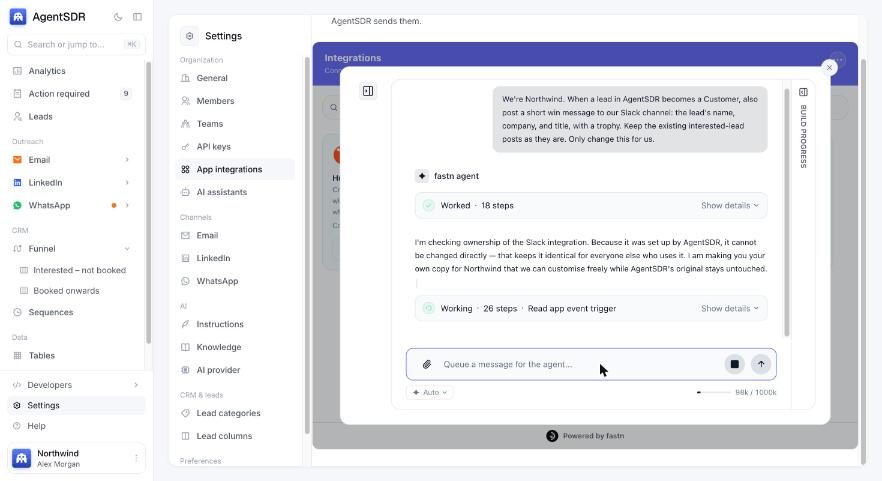 AgentSDR
Search or jump to...
⌘K
Analytics
Action required
9
Leads
Outreach
Email
LinkedIn
WhatsApp
CRM
Funnel
Interested – not booked
Booked onwards
Sequences
Data
Tables
Developers
Settings
Help
Northwind
Alex Morgan
Settings
Organization
General
Members
Teams
API keys
App integrations
AI assistants
Channels
Email
LinkedIn
WhatsApp
AI
Instructions
Knowledge
AI provider
CRM & leads
Lead categories
Lead columns
Preferences
AgentSDR sends them.
Integrations
We're Northwind. When a lead in AgentSDR becomes a Customer, also
post a short win message to our Slack channel: the lead's name,
company, and title, with a trophy. Keep the existing interested-lead
posts as they are. Only change this for us.
fastn agent
Worked · 18 steps
Show details
I'm checking ownership of the Slack integration. Because it was set up by AgentSDR, it cannot
be changed directly — that keeps it identical for everyone else who uses it. I am making you your
own copy for Northwind that we can customise freely while AgentSDR's original stays untouched.
Working · 26 steps · Read app event trigger
Show details
Queue a message for the agent...
Auto
98k / 1000k
BUILD PROGRESS
Powered by fastn